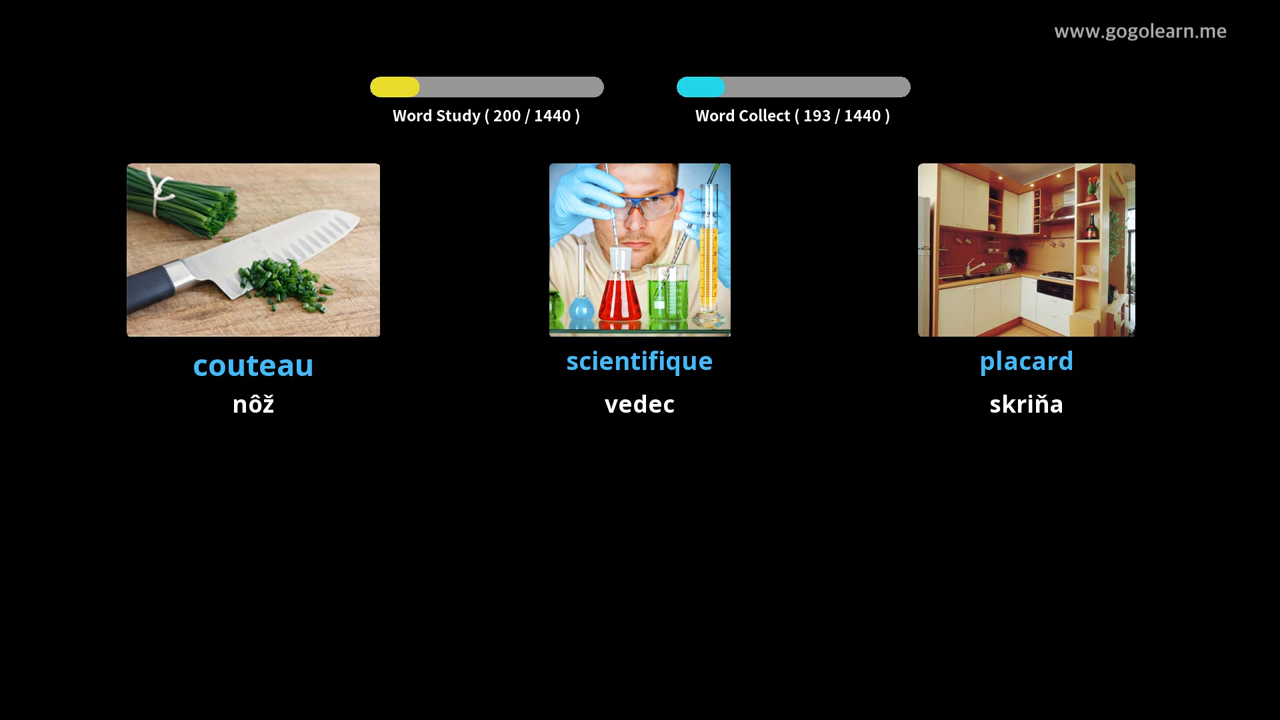 www.gogolearn.me
Word Study ( 200 / 1440 )
Word Collect ( 193 / 1440 )
couteau
scientifique
placard
nôž
vedec
skriňa